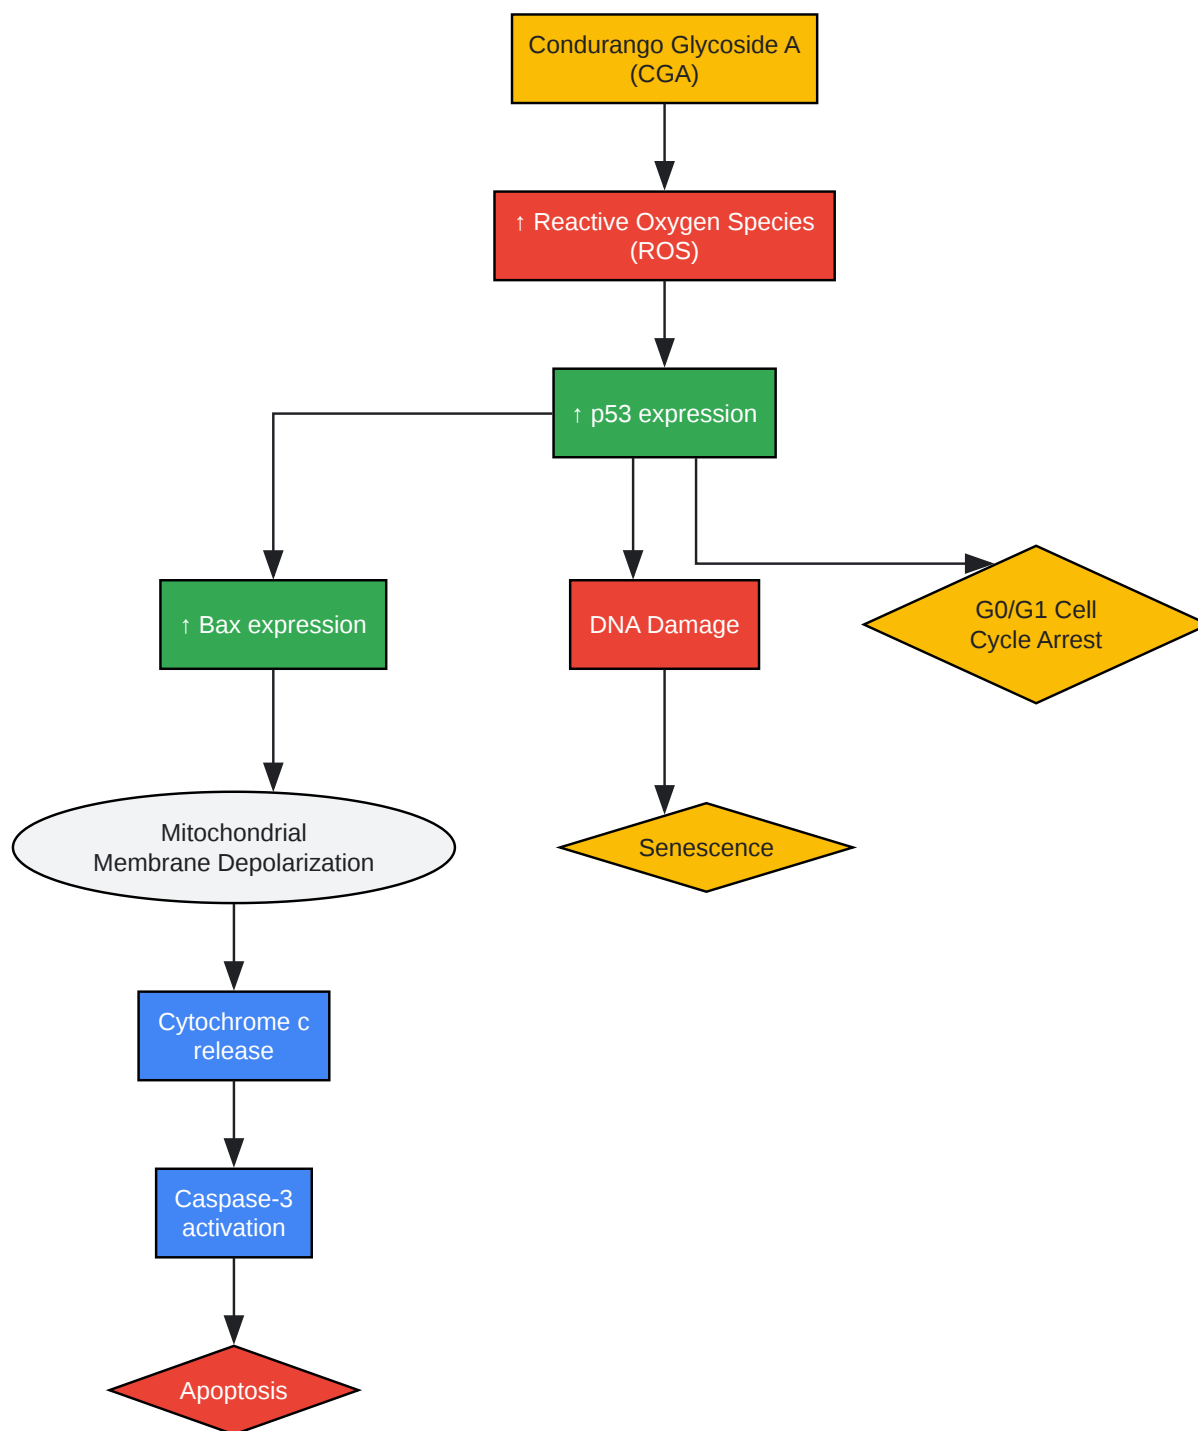 Condurango Glycoside A
(CGA)
↑ Reactive Oxygen Species
(ROS)
↑ p53 expression
↑ Bax expression
DNA Damage
G0/G1 Cell
Cycle Arrest
Mitochondrial
Membrane Depolarization
Senescence
Cytochrome c
release
Caspase-3
activation
Apoptosis